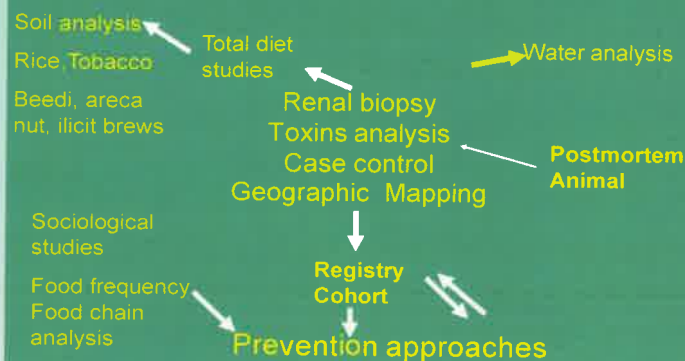 Soil analysis
Rice, Tobacco
Beedi, areca
nut, ilicit brews
Total diet
studies
Water analysis
Renal biopsy
Toxins analysis
Case control
Geographic Mapping
Postmortem
Animal
Sociological
studies
Food frequency
Food chain
analysis
Registry
Cohort
Prevention approaches